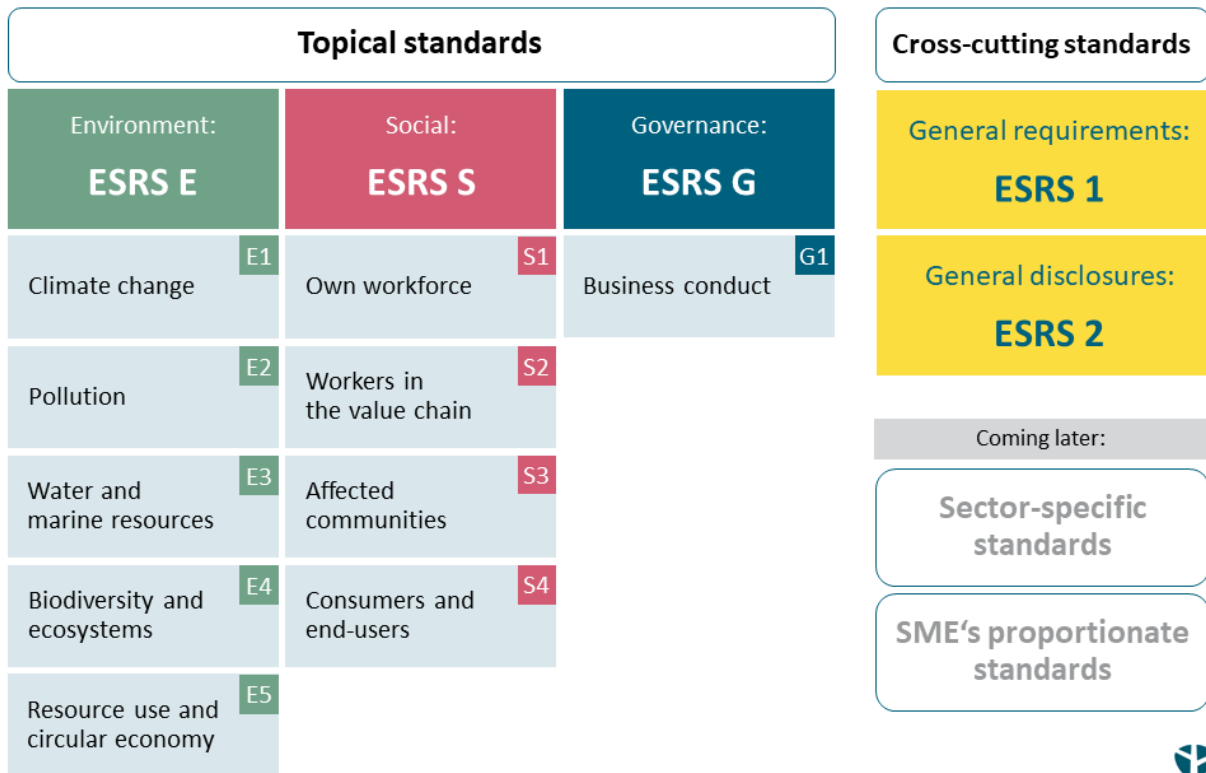 Topical standards
Environment:
ESRS E
Social:
ESRS S
Governance:
ESRS G
E1
Climate change
S1
Own workforce
G1
Business conduct
E2
Pollution
S2
Workers in
the value chain
E3
Water and
marine resources
S3
Affected
communities
E4
Biodiversity and
ecosystems
S4
Consumers and
end-users
E5
Resource use and
circular economy
Cross-cutting standards
General requirements:
ESRS 1
General disclosures:
ESRS 2
Coming later:
Sector-specific
standards
SME‘s proportionate
standards